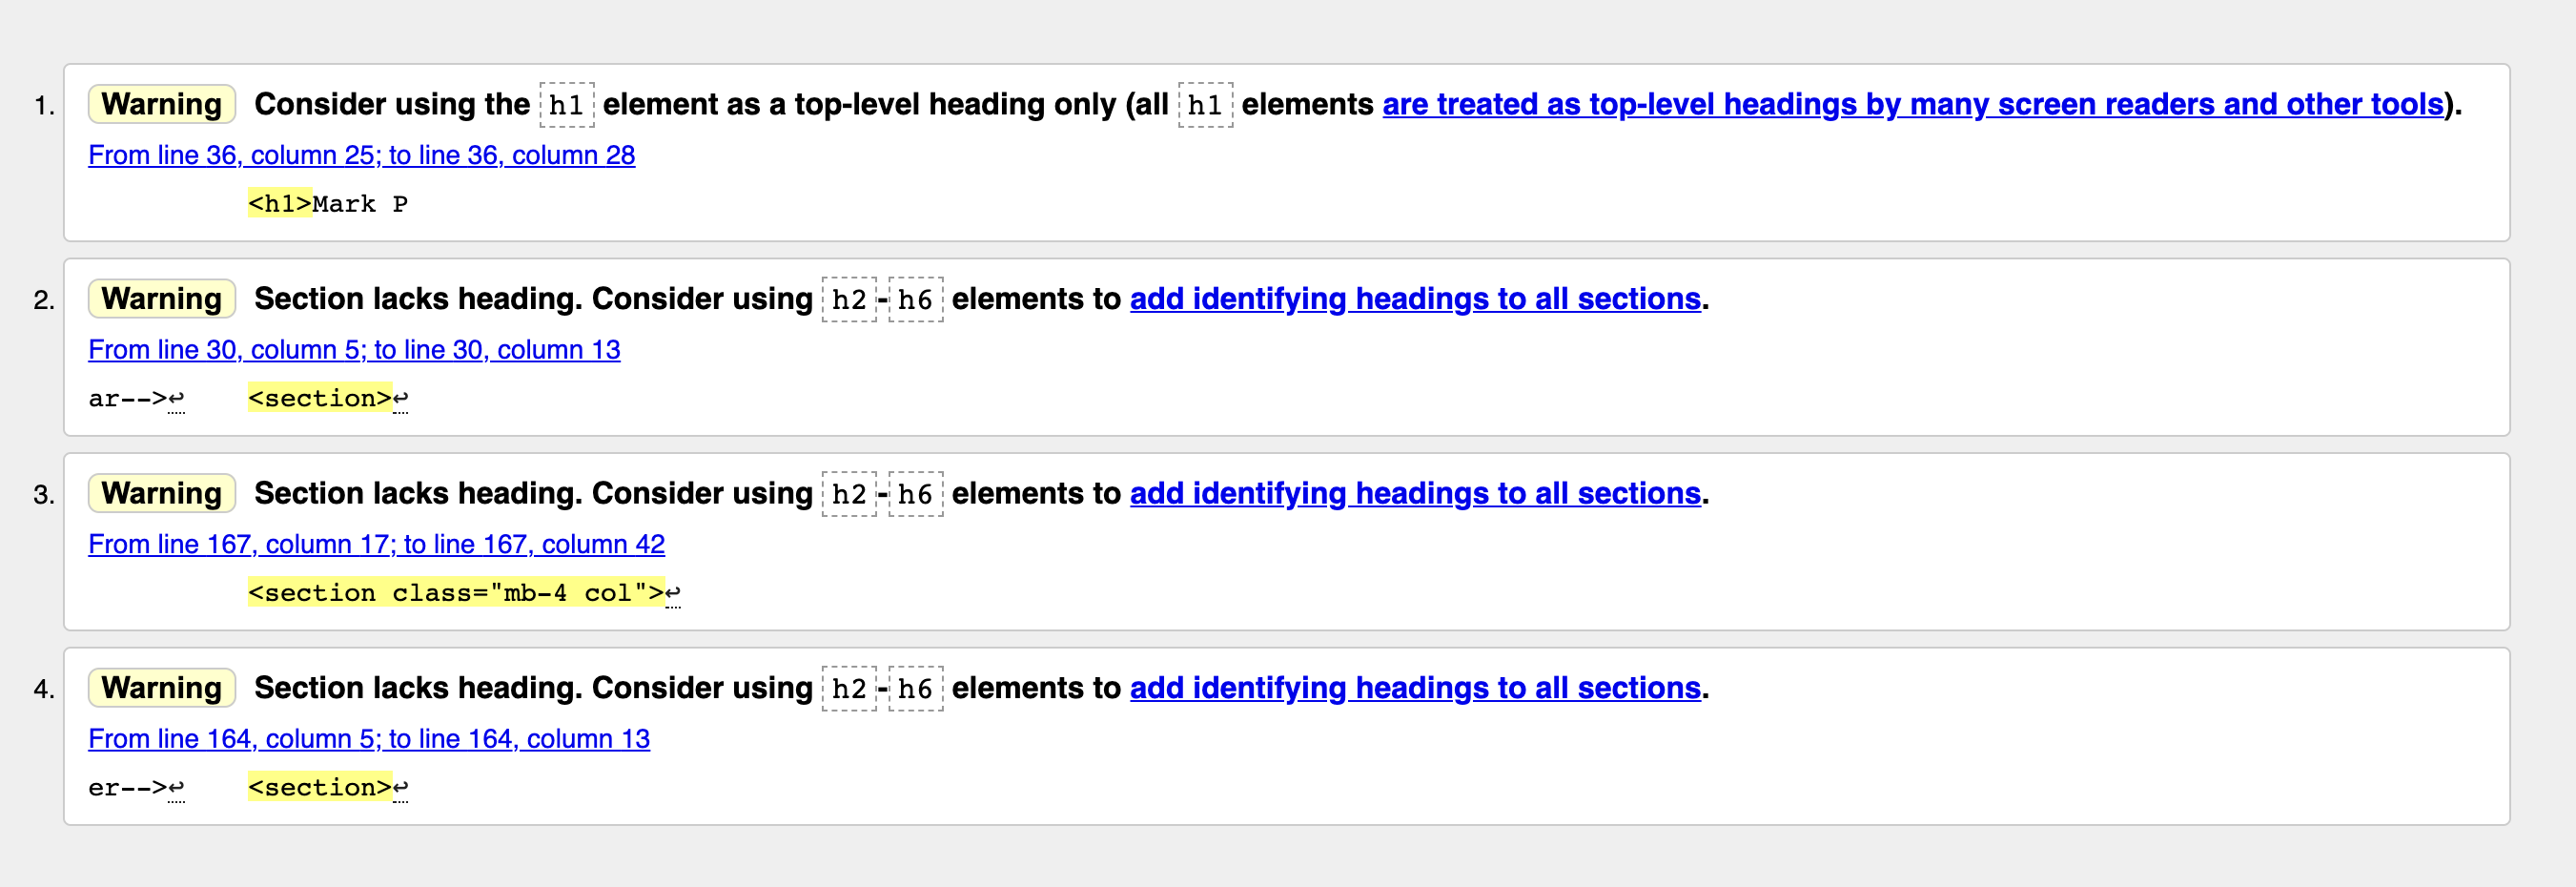 1. Warning Consider using the h1 element as a top-level heading only (all h1 elements are treated as top-level headings by many screen readers and other tools).
From line 36, column 25; to line 36, column 28
<h1>Mark P
2. Warning Section lacks heading. Consider using h2-h6 elements to add identifying headings to all sections.
From line 30, column 5; to line 30, column 13
ar-->↩ <section>↩
3. Warning Section lacks heading. Consider using h2-h6 elements to add identifying headings to all sections.
From line 167, column 17; to line 167, column 42
<section class="mb-4 col">↩
4. Warning Section lacks heading. Consider using h2-h6 elements to add identifying headings to all sections.
From line 164, column 5; to line 164, column 13
er-->↩ <section>↩